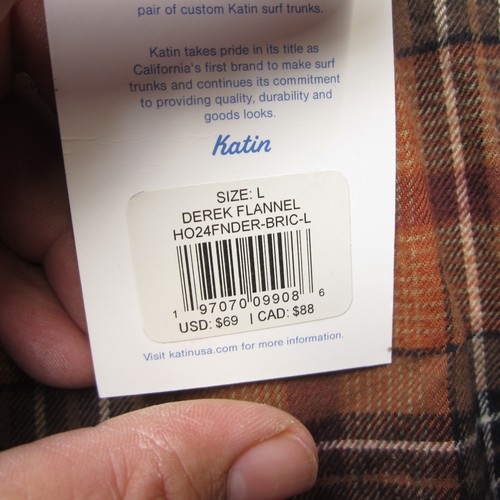 pair of custom Katin surf trunks.
Katin takes pride in its title as
California's first brand to make surf
trunks and continues its commitment
to providing quality, durability and
goods looks.
Katin
SIZE: L
DEREK FLANNEL
HO24FNDER-BRIC-L
1 97070 09908 6
USD: $69 | CAD: $88
Visit katinusa.com for more information.